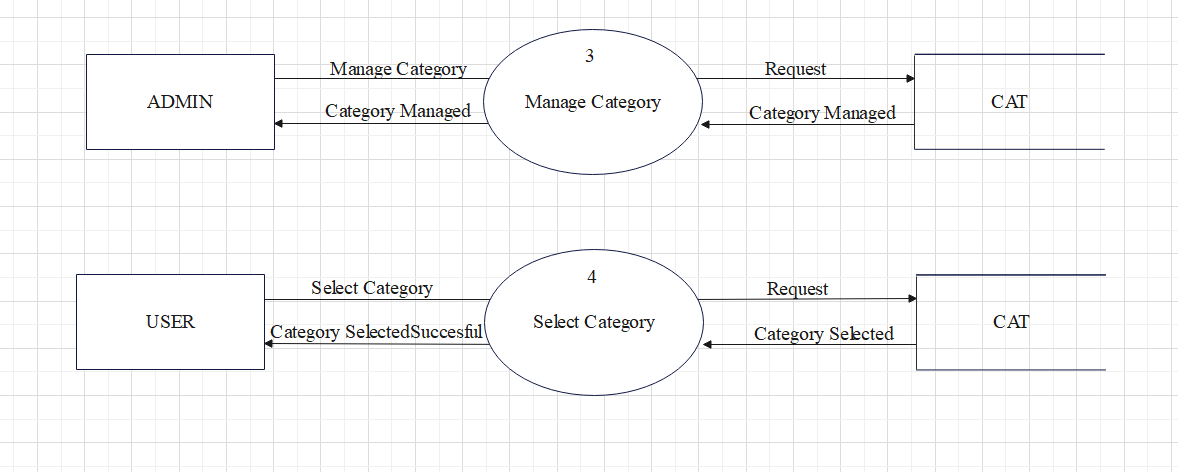 3
Manage Category
Request
ADMIN
Manage Category
CAT
Category Managed
Category Managed
4
Select Category
Request
USER
Select Category
CAT
Category SelectedSuccesful
Category Selected